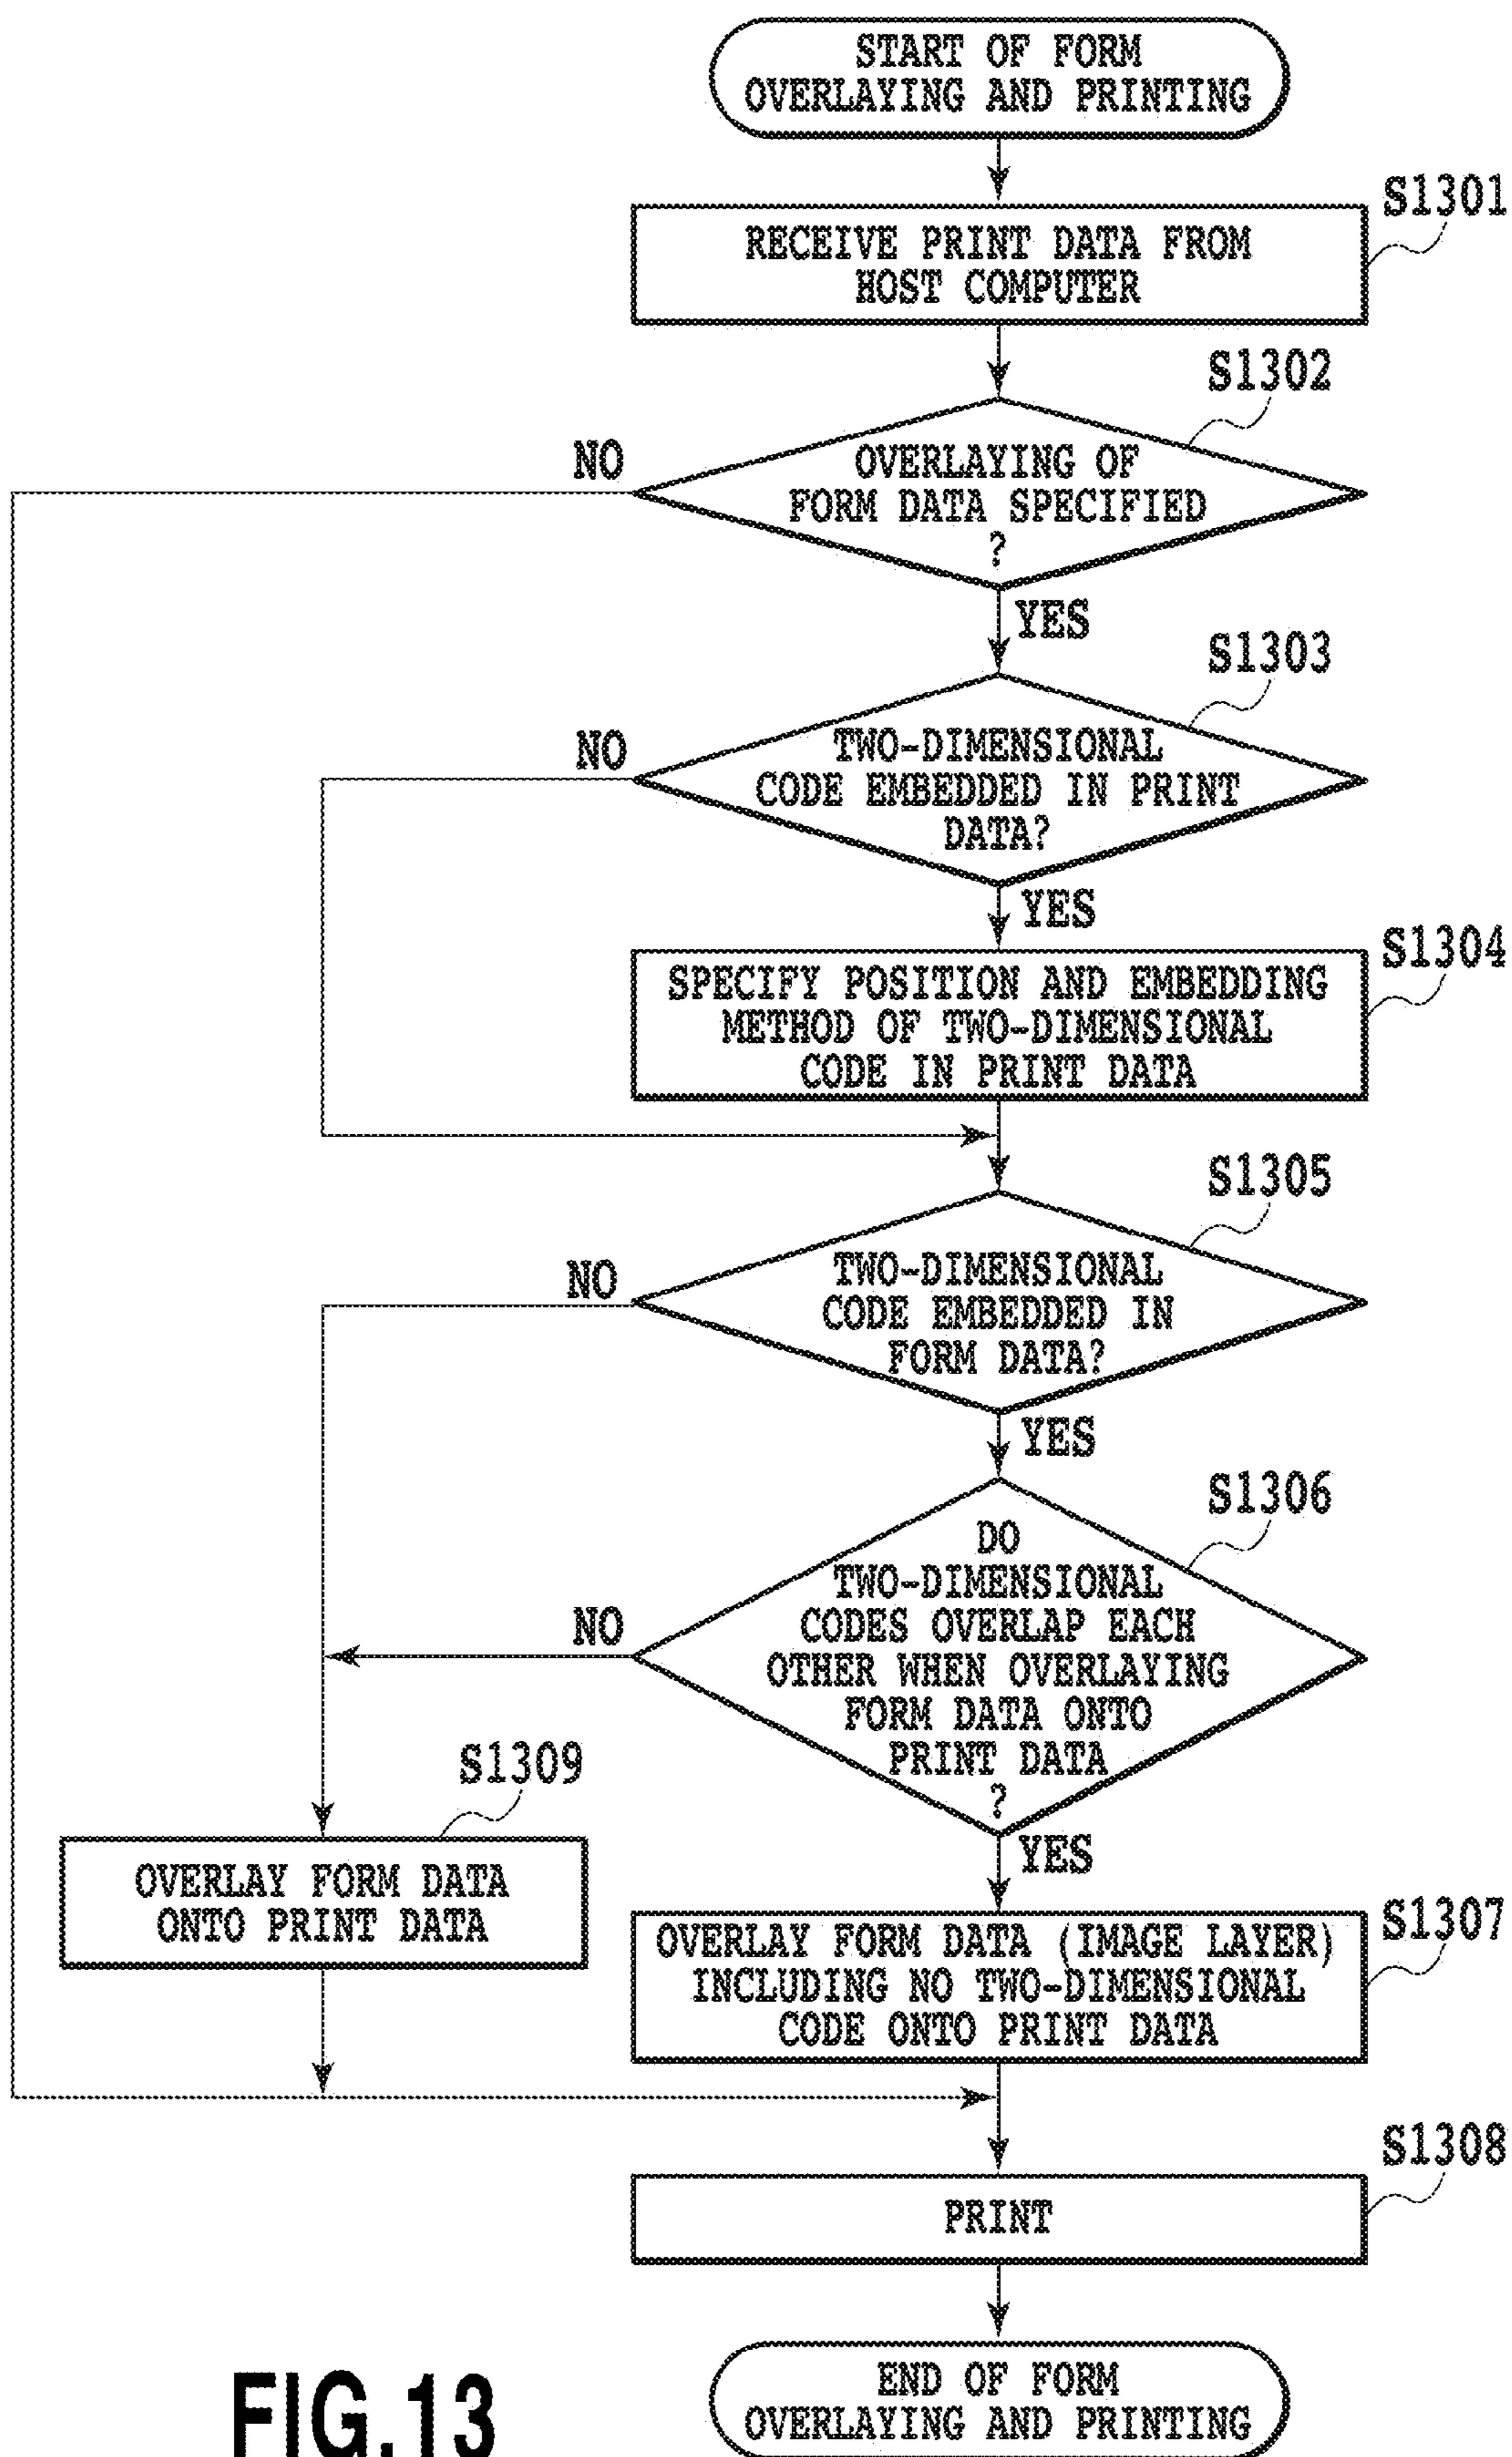 START OF FORM
OVERLAYING AND PRINTING
S1301
RECEIVE PRINT DATA FROM
HOST COMPUTER
S1302
NO
OVERLAYING OF
FORM DATA SPECIFIED
?
YES
S1303
NO
TWO-DIMENSIONAL
CODE EMBEDDED IN PRINT
DATA?
YES
S1304
SPECIFY POSITION AND EMBEDDING
METHOD OF TWO-DIMENSIONAL
CODE IN PRINT DATA
S1305
NO
TWO-DIMENSIONAL
CODE EMBEDDED IN
FORM DATA?
YES
S1306
DO
TWO-DIMENSIONAL
CODES OVERLAP EACH
OTHER WHEN OVERLAYING
FORM DATA ONTO
PRINT DATA
?
NO
YES
S1309
OVERLAY FORM DATA
ONTO PRINT DATA
S1307
OVERLAY FORM DATA (IMAGE LAYER)
INCLUDING NO TWO-DIMENSIONAL
CODE ONTO PRINT DATA
S1308
PRINT
END OF FORM
OVERLAYING AND PRINTING
FIG.13